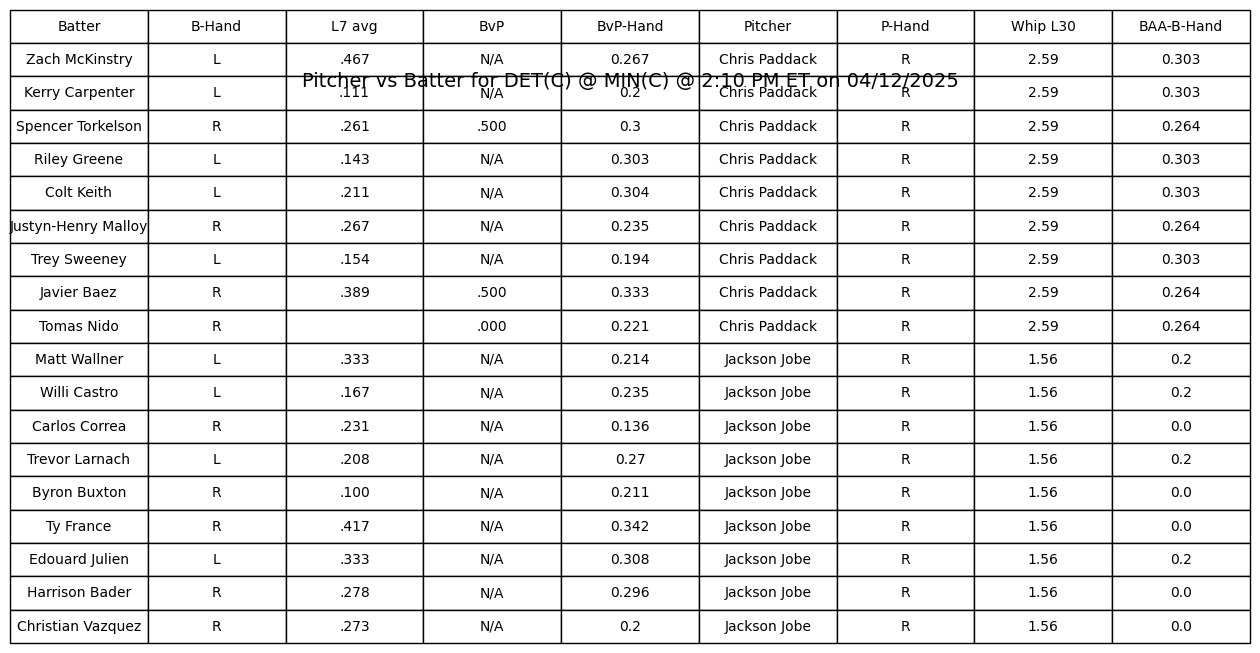 Batter B-Hand L7 avg BvP BvP-Hand Pitcher P-Hand Whip L30 BAA-B-Hand
Zach McKinstry L .467 N/A 0.267 Chris Paddack R 2.59 0.303
Pitcher vs Batter for DET(C) @ MIN(C) @ 2:10 PM ET on 04/12/2025
Kerry Carpenter L .111 N/A 0.2 Chris Paddack R 2.59 0.303
Spencer Torkelson R .261 .500 0.3 Chris Paddack R 2.59 0.264
Riley Greene L .143 N/A 0.303 Chris Paddack R 2.59 0.303
Colt Keith L .211 N/A 0.304 Chris Paddack R 2.59 0.303
Justyn-Henry Malloy R .267 N/A 0.235 Chris Paddack R 2.59 0.264
Trey Sweeney L .154 N/A 0.194 Chris Paddack R 2.59 0.303
Javier Baez R .389 .500 0.333 Chris Paddack R 2.59 0.264
Tomas Nido R .000 0.221 Chris Paddack R 2.59 0.264
Matt Wallner L .333 N/A 0.214 Jackson Jobe R 1.56 0.2
Willi Castro L .167 N/A 0.235 Jackson Jobe R 1.56 0.2
Carlos Correa R .231 N/A 0.136 Jackson Jobe R 1.56 0.0
Trevor Larnach L .208 N/A 0.27 Jackson Jobe R 1.56 0.2
Byron Buxton R .100 N/A 0.211 Jackson Jobe R 1.56 0.0
Ty France R .417 N/A 0.342 Jackson Jobe R 1.56 0.0
Edouard Julien L .333 N/A 0.308 Jackson Jobe R 1.56 0.2
Harrison Bader R .278 N/A 0.296 Jackson Jobe R 1.56 0.0
Christian Vazquez R .273 N/A 0.2 Jackson Jobe R 1.56 0.0